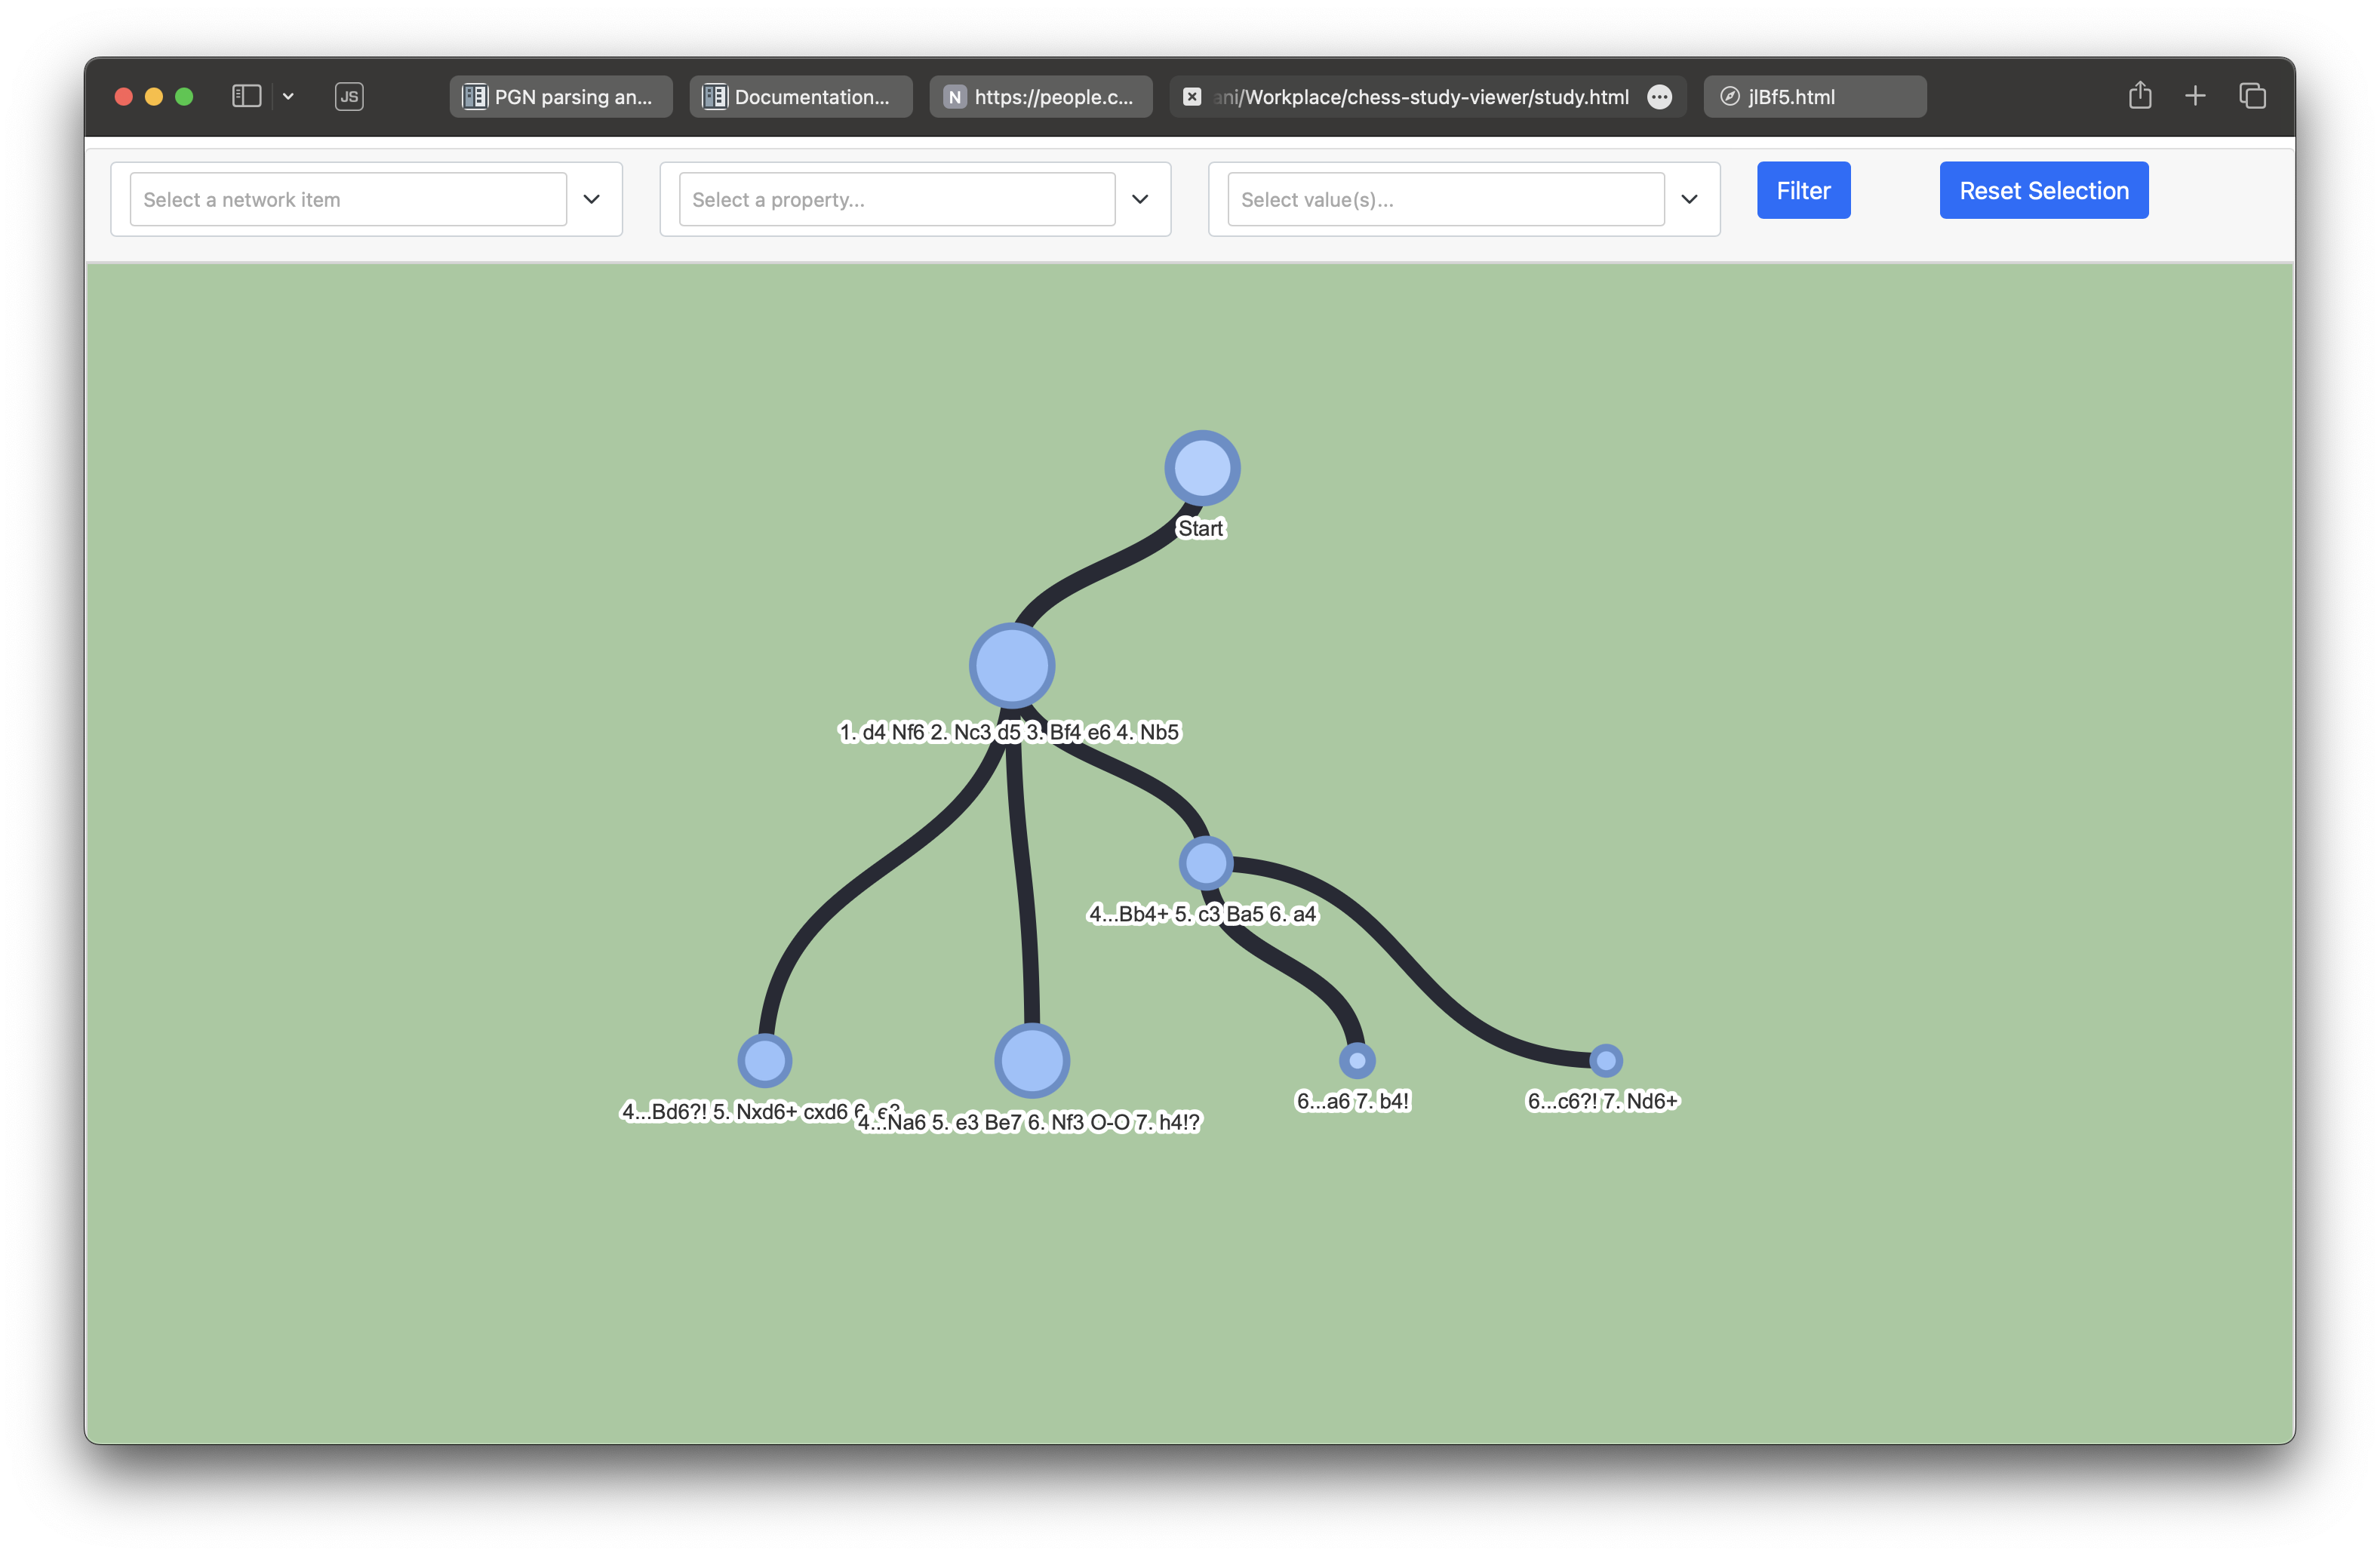 JS
PGN parsing an...
Documentation...
N https://people.c...
ani/Workplace/chess-study-viewer/study.html
jlBf5.html
Select a network item
Select a property...
Select value(s)...
Filter
Reset Selection
Start
1. d4 Nf6 2. Nc3 d5 3. Bf4 e6 4. Nb5
4...Bb4+ 5. c3 Ba5 6. a4
4...Bd6?! 5. Nxd6+ cxd6 6. e3
4...Na6 5. e3 Be7 6. Nf3 O-O 7. h4!?
6...a6 7. b4!
6...c6?! 7. Nd6+